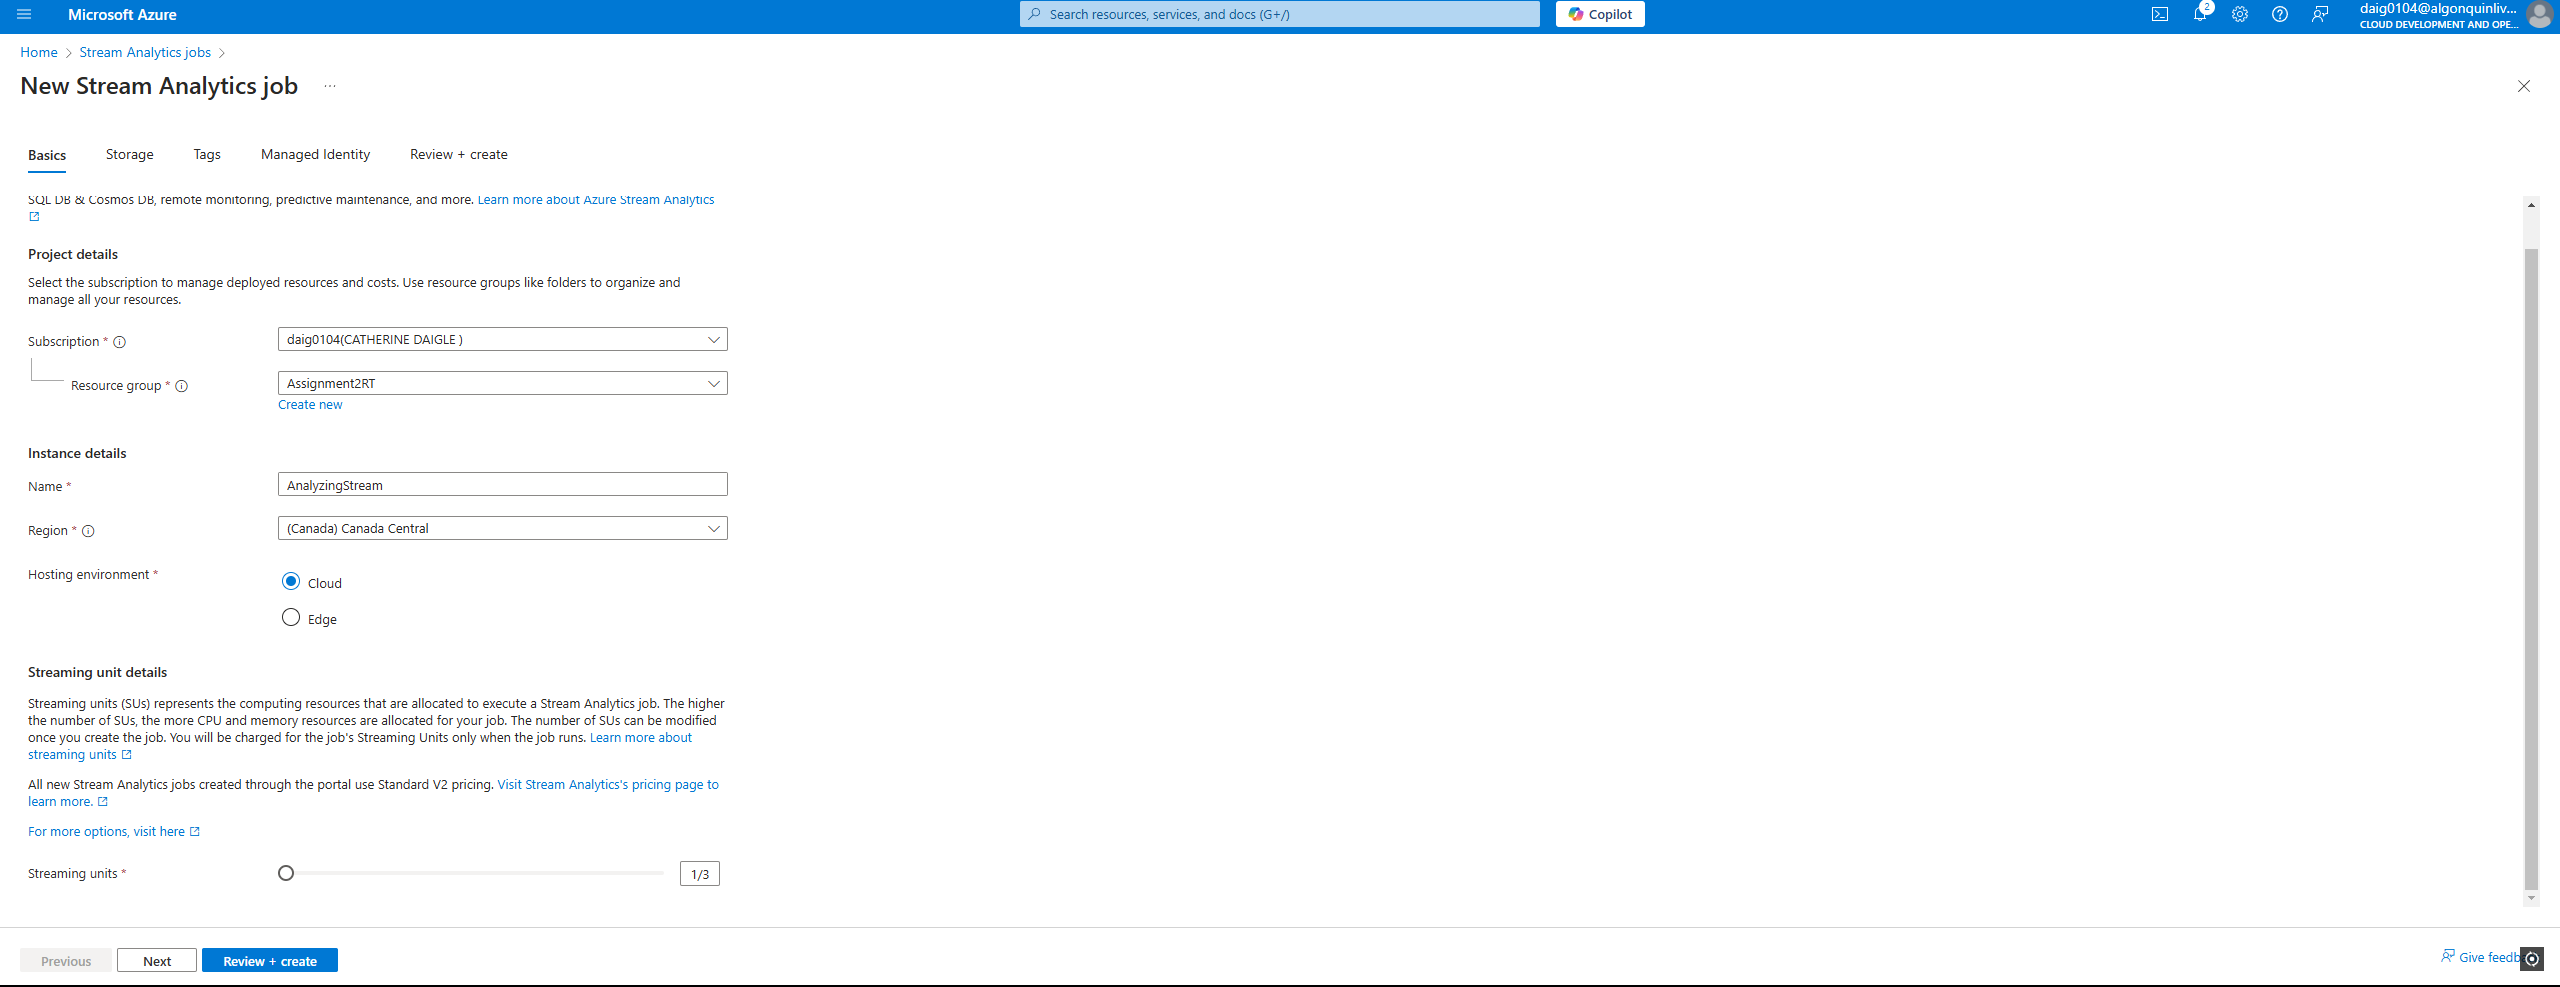 Microsoft Azure
Search resources, services, and docs (G+/)
Copilot
2
daig0104@algonquinliv...
CLOUD DEVELOPMENT AND OPE...
Home > Stream Analytics jobs >
New Stream Analytics job ...
Basics Storage Tags Managed Identity Review + create
SQL DB & Cosmos DB, remote monitoring, predictive maintenance, and more. Learn more about Azure Stream Analytics
Project details
Select the subscription to manage deployed resources and costs. Use resource groups like folders to organize and
manage all your resources.
Subscription *
daig0104(CATHERINE DAIGLE )
Resource group *
Assignment2RT
Create new
Instance details
Name *
AnalyzingStream
Region *
(Canada) Canada Central
Hosting environment *
Cloud
Edge
Streaming unit details
Streaming units (SUs) represents the computing resources that are allocated to execute a Stream Analytics job. The higher
the number of SUs, the more CPU and memory resources are allocated for your job. The number of SUs can be modified
once you create the job. You will be charged for the job's Streaming Units only when the job runs. Learn more about
streaming units
All new Stream Analytics jobs created through the portal use Standard V2 pricing. Visit Stream Analytics's pricing page to
learn more.
For more options, visit here
Streaming units *
1/3
Previous Next Review + create
Give feedb